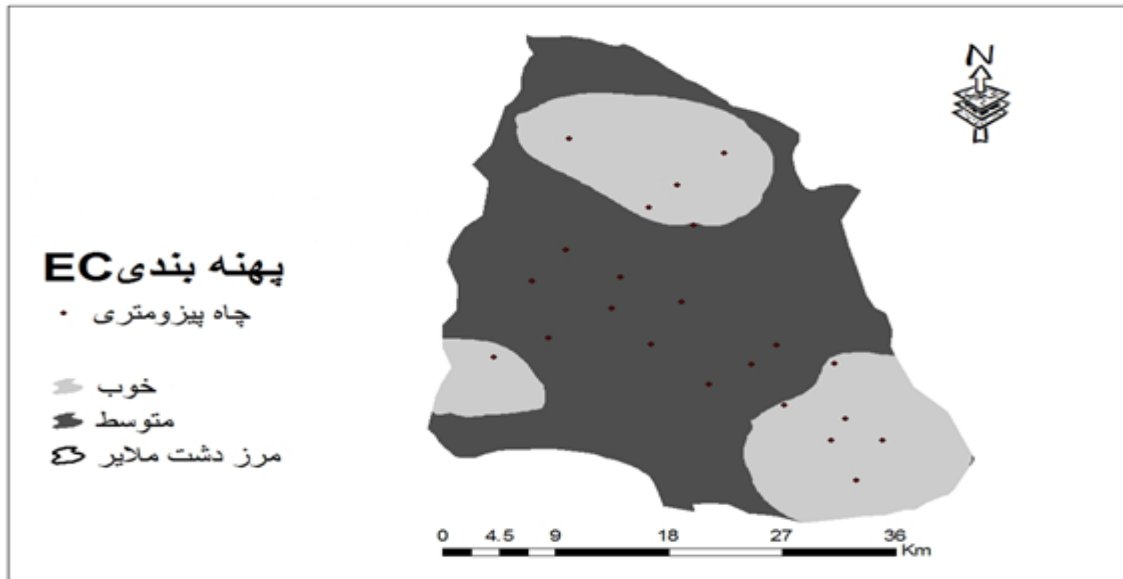 N
پهنه بندیEC
چاه پیزومتری
خوب
متوسط
مرز دشت ملایر
0 4.5 9 18 27 36
Km